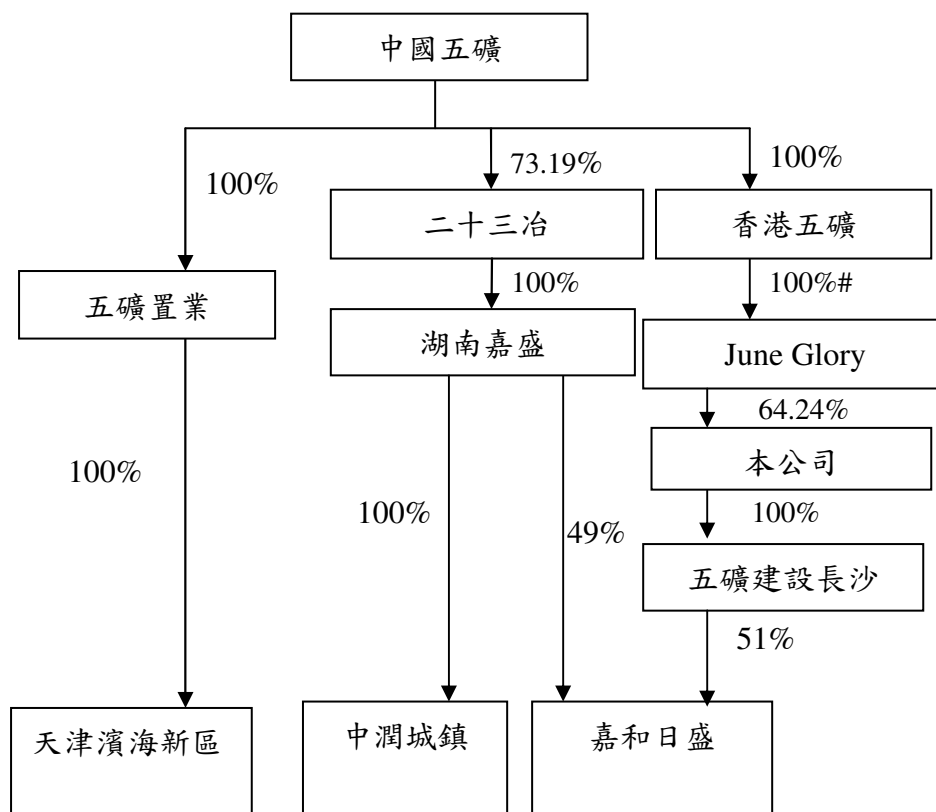 中國五礦
73.19%
100%
100%
二十三冶
香港五礦
100%
100%#
五礦置業
湖南嘉盛
June Glory
64.24%
100%
本公司
100%
100%
49%
五礦建設長沙
51%
天津濱海新區
中潤城鎮
嘉和日盛